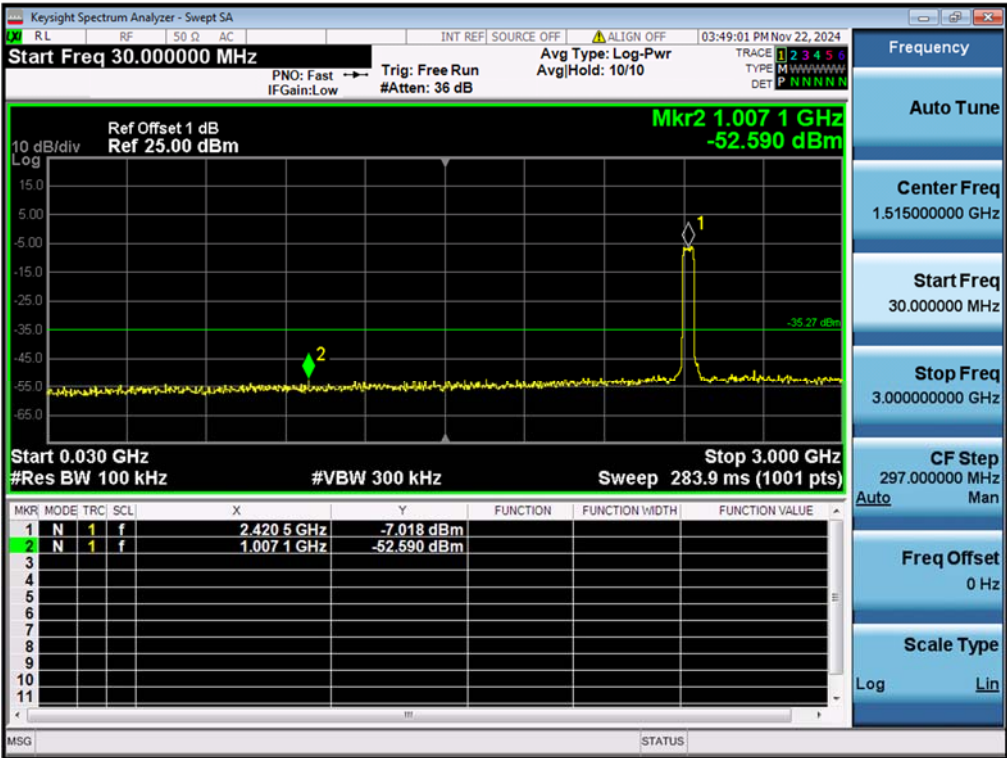 Keysight Spectrum Analyzer - Swept SA
LXI RL RF 50 Ω AC INT REF SOURCE OFF ALIGN OFF 03:49:01 PM Nov 22, 2024
Start Freq 30.000000 MHz
PNO: Fast
IFGain:Low
Trig: Free Run
#Atten: 36 dB
Avg Type: Log-Pwr
Avg|Hold: 10/10
TRACE 1 2 3 4 5 6
TYPE M WWWWW
DET P N N N N N
Ref Offset 1 dB
10 dB/div Ref 25.00 dBm
Log
Mkr2 1.007 1 GHz
-52.590 dBm
15.0
5.00
-5.00
-15.0
-25.0
-35.0
-45.0
-55.0
-65.0
1
-35.27 dBm
2
Start 0.030 GHz Stop 3.000 GHz
#Res BW 100 kHz #VBW 300 kHz Sweep 283.9 ms (1001 pts)
MKR MODE TRC SCL X Y FUNCTION FUNCTION WIDTH FUNCTION VALUE
1 N 1 f 2.420 5 GHz -7.018 dBm
2 N 1 f 1.007 1 GHz -52.590 dBm
3
4
5
6
7
8
9
10
11
MSG STATUS
Frequency
Auto Tune
Center Freq
1.515000000 GHz
Start Freq
30.000000 MHz
Stop Freq
3.000000000 GHz
CF Step
297.000000 MHz
Auto Man
Freq Offset
0 Hz
Scale Type
Log Lin